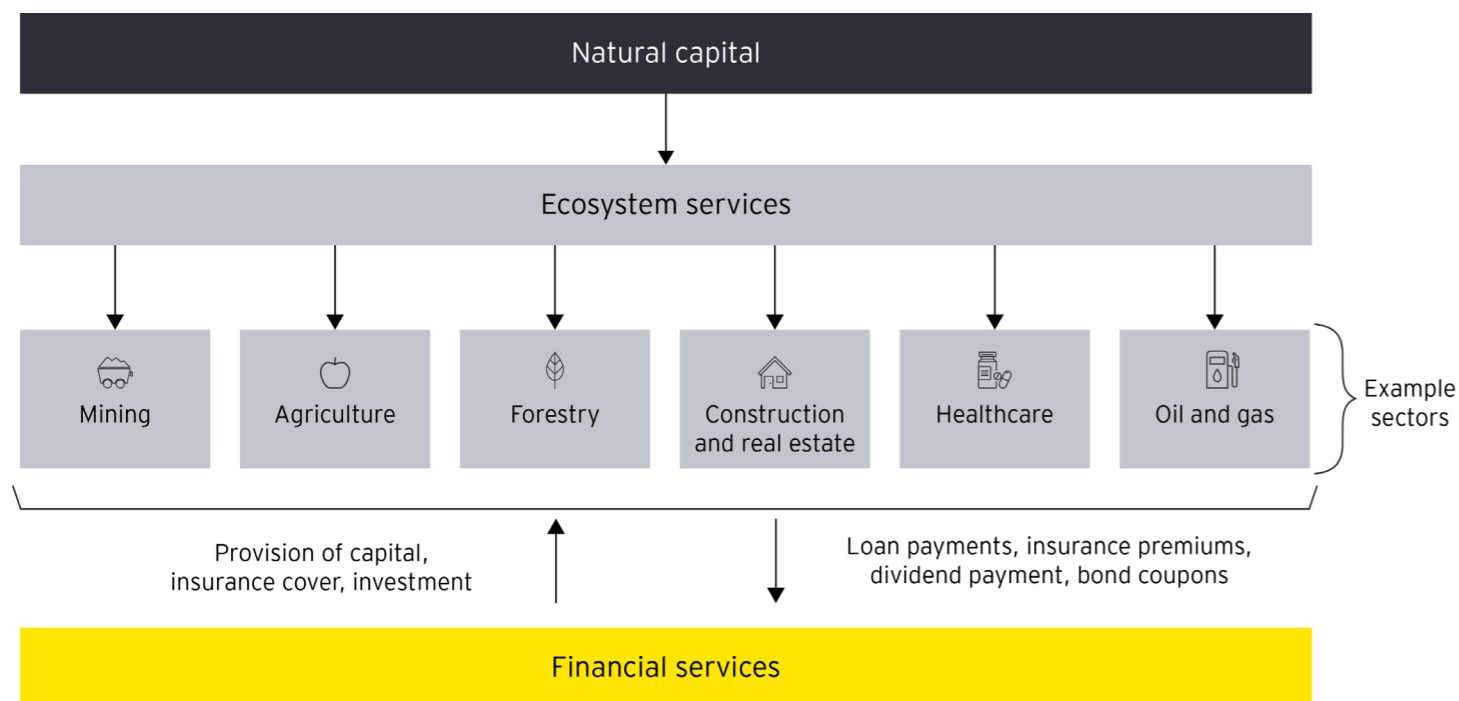 Natural capital
Ecosystem services
Mining
Agriculture
Forestry
Construction
and real estate
Healthcare
Oil and gas
Example
sectors
Provision of capital,
insurance cover, investment
Loan payments, insurance premiums,
dividend payment, bond coupons
Financial services